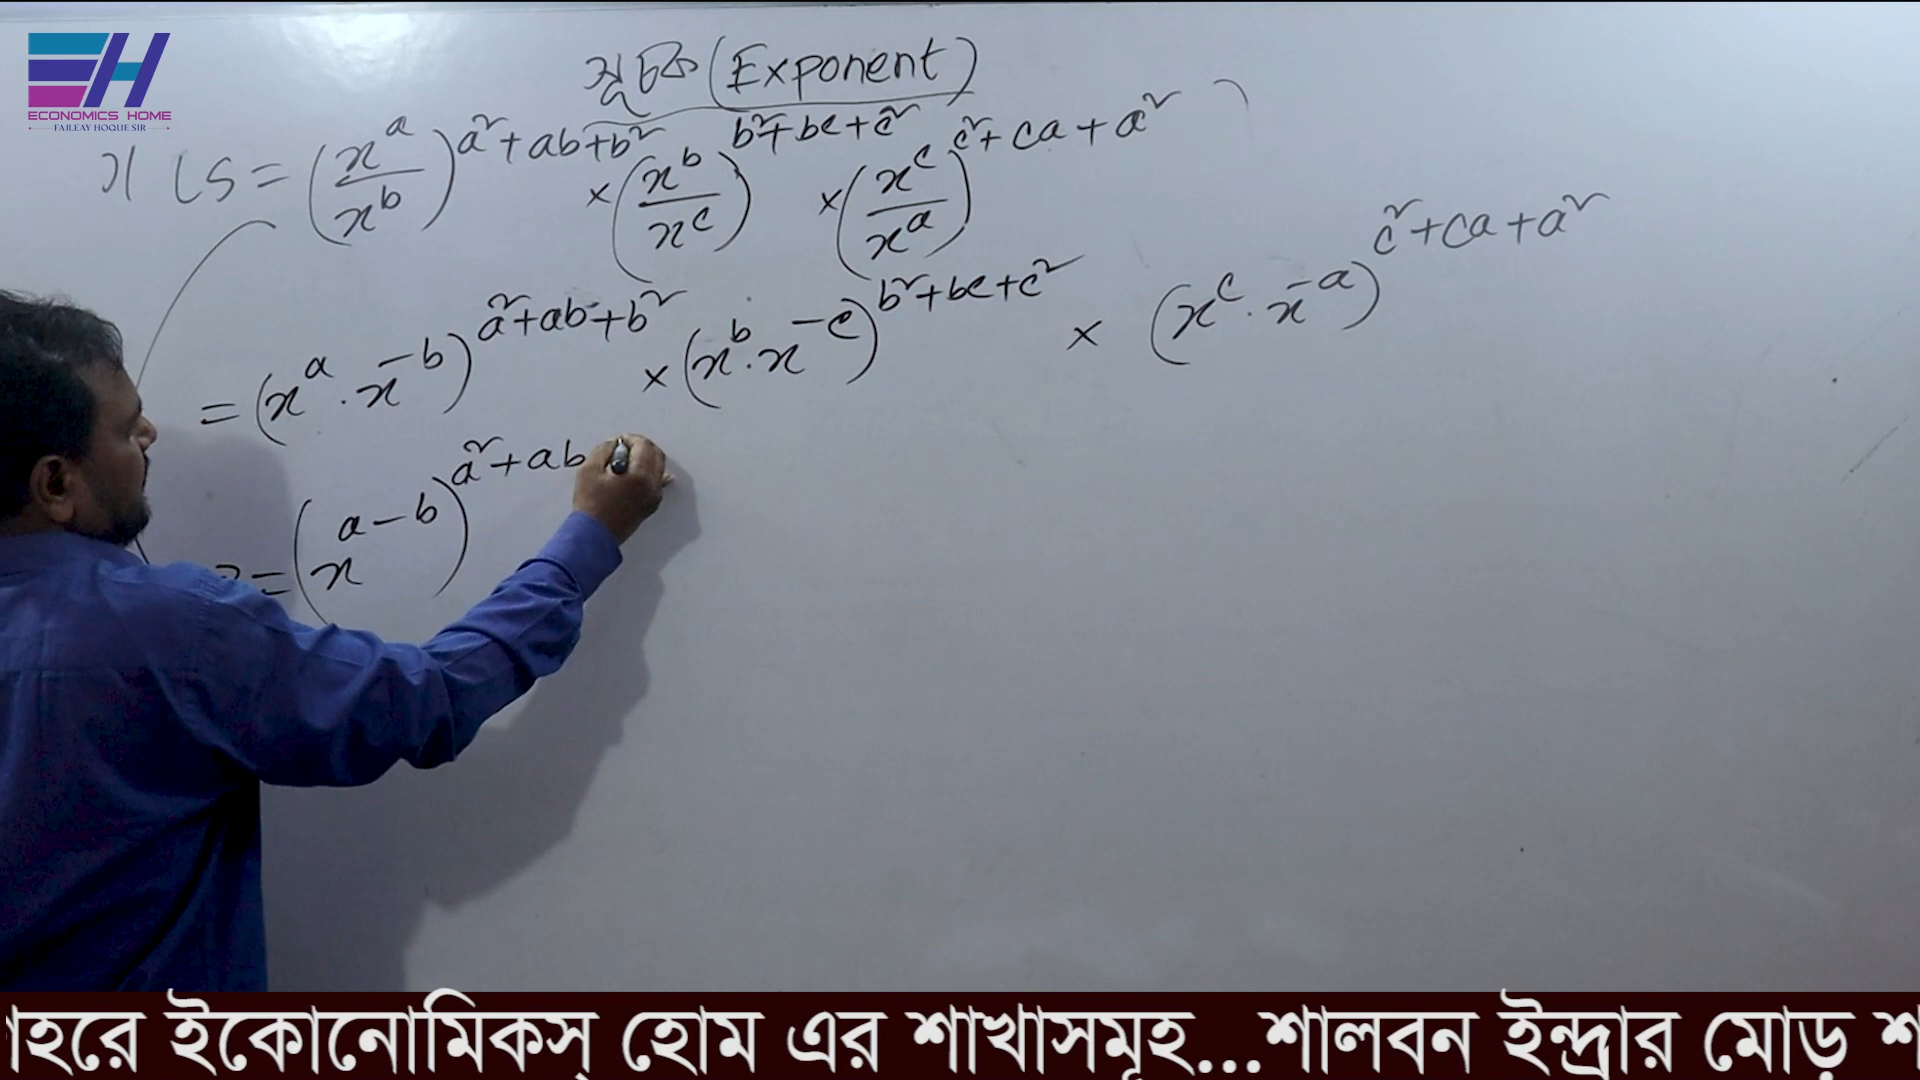 EH
ECONOMICS HOME
FAILEAY HOQUE SIR
সূচক (Exponent)
LS = (x^a/x^b)^(a²+ab+b²) × (x^b/x^c)^(b²+bc+c²) × (x^c/x^a)^(c²+ca+a²)
= (x^a . x^-b)^(a²+ab+b²) × (x^b . x^-c)^(b²+bc+c²) × (x^c . x^-a)^(c²+ca+a²)
= (x^(a-b))^(a²+ab
হরে ইকোনোমিকস্ হোম এর শাখাসমূহ...শালবন ইন্দ্রার মোড় শ